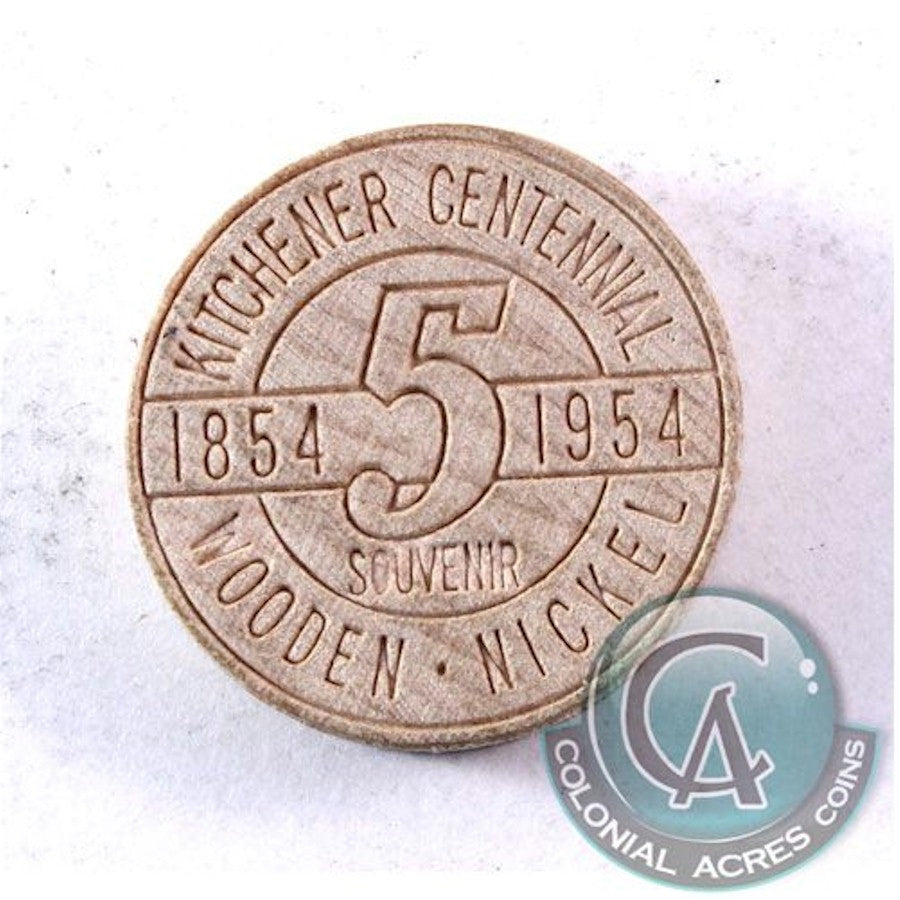 KITCHENER CENTENNIAL
5
1854 1954
SOUVENIR
WOODEN · NICKEL
CA
COLONIAL ACRES COINS